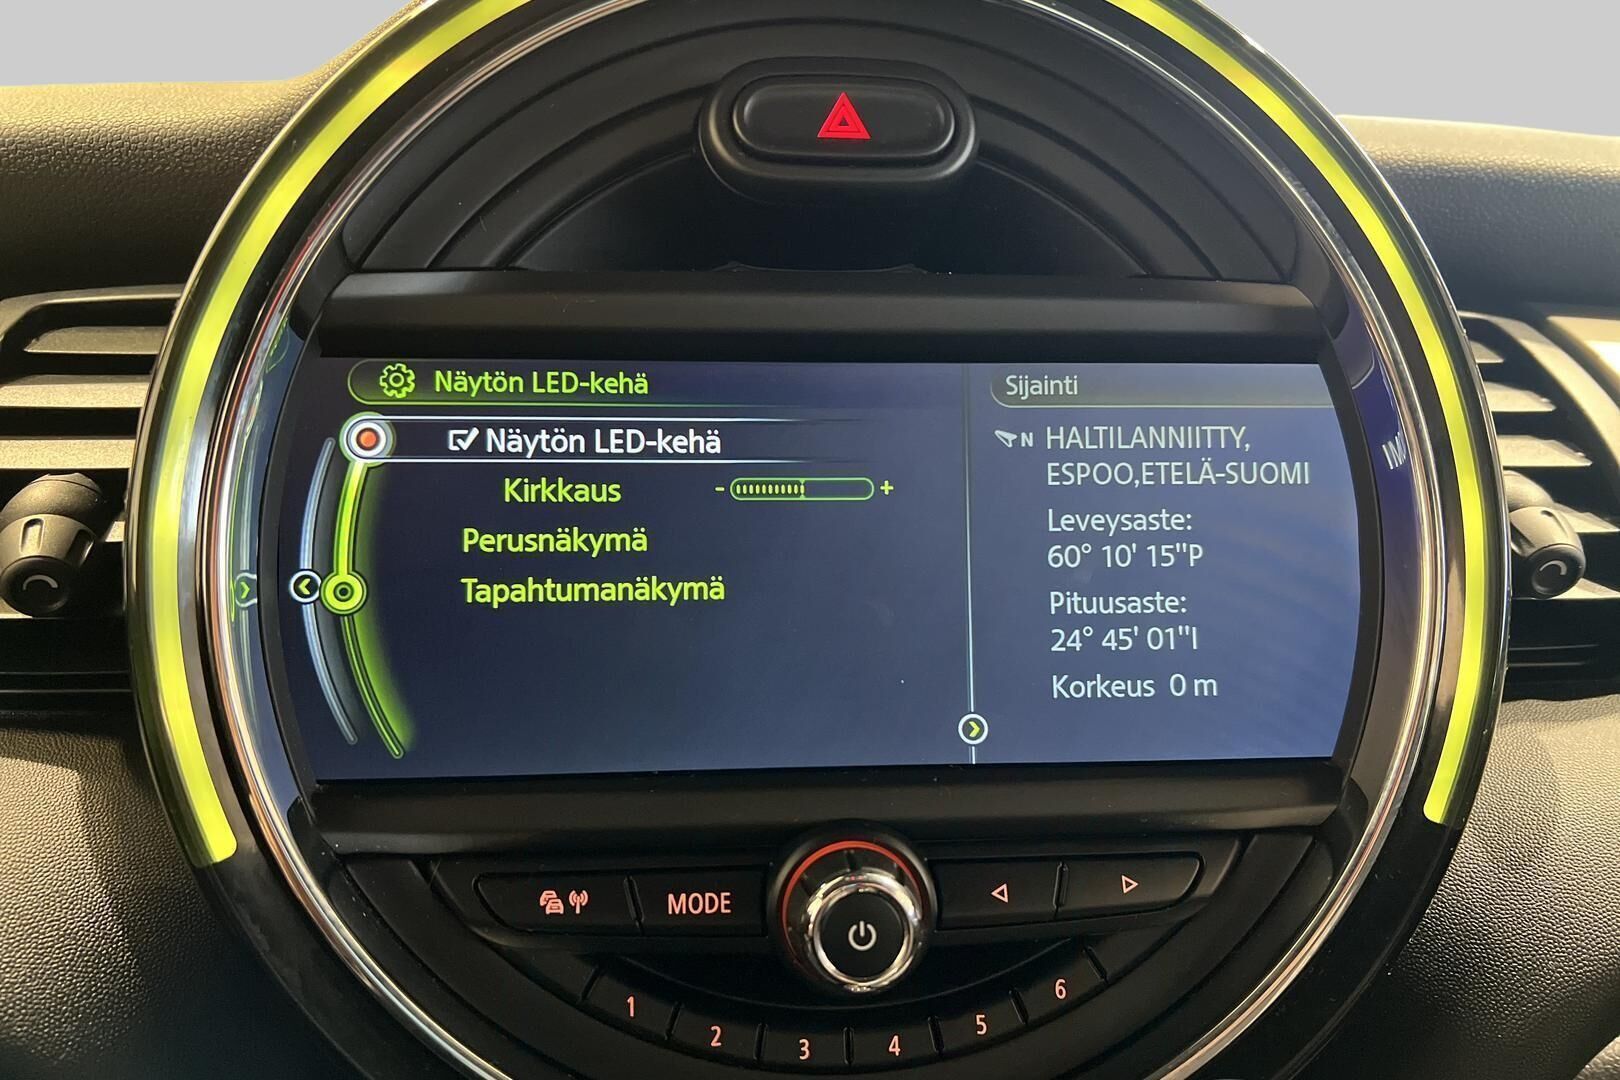 Näytön LED-kehä
Näytön LED-kehä
Kirkkaus - +
Perusnäkymä
Tapahtumanäkymä
Sijainti
N HALTILANNIITTY,
ESPOO,ETELÄ-SUOMI
Leveysaste:
60° 10' 15"P
Pituusaste:
24° 45' 01"I
Korkeus 0 m
MODE
1 2 3 4 5 6